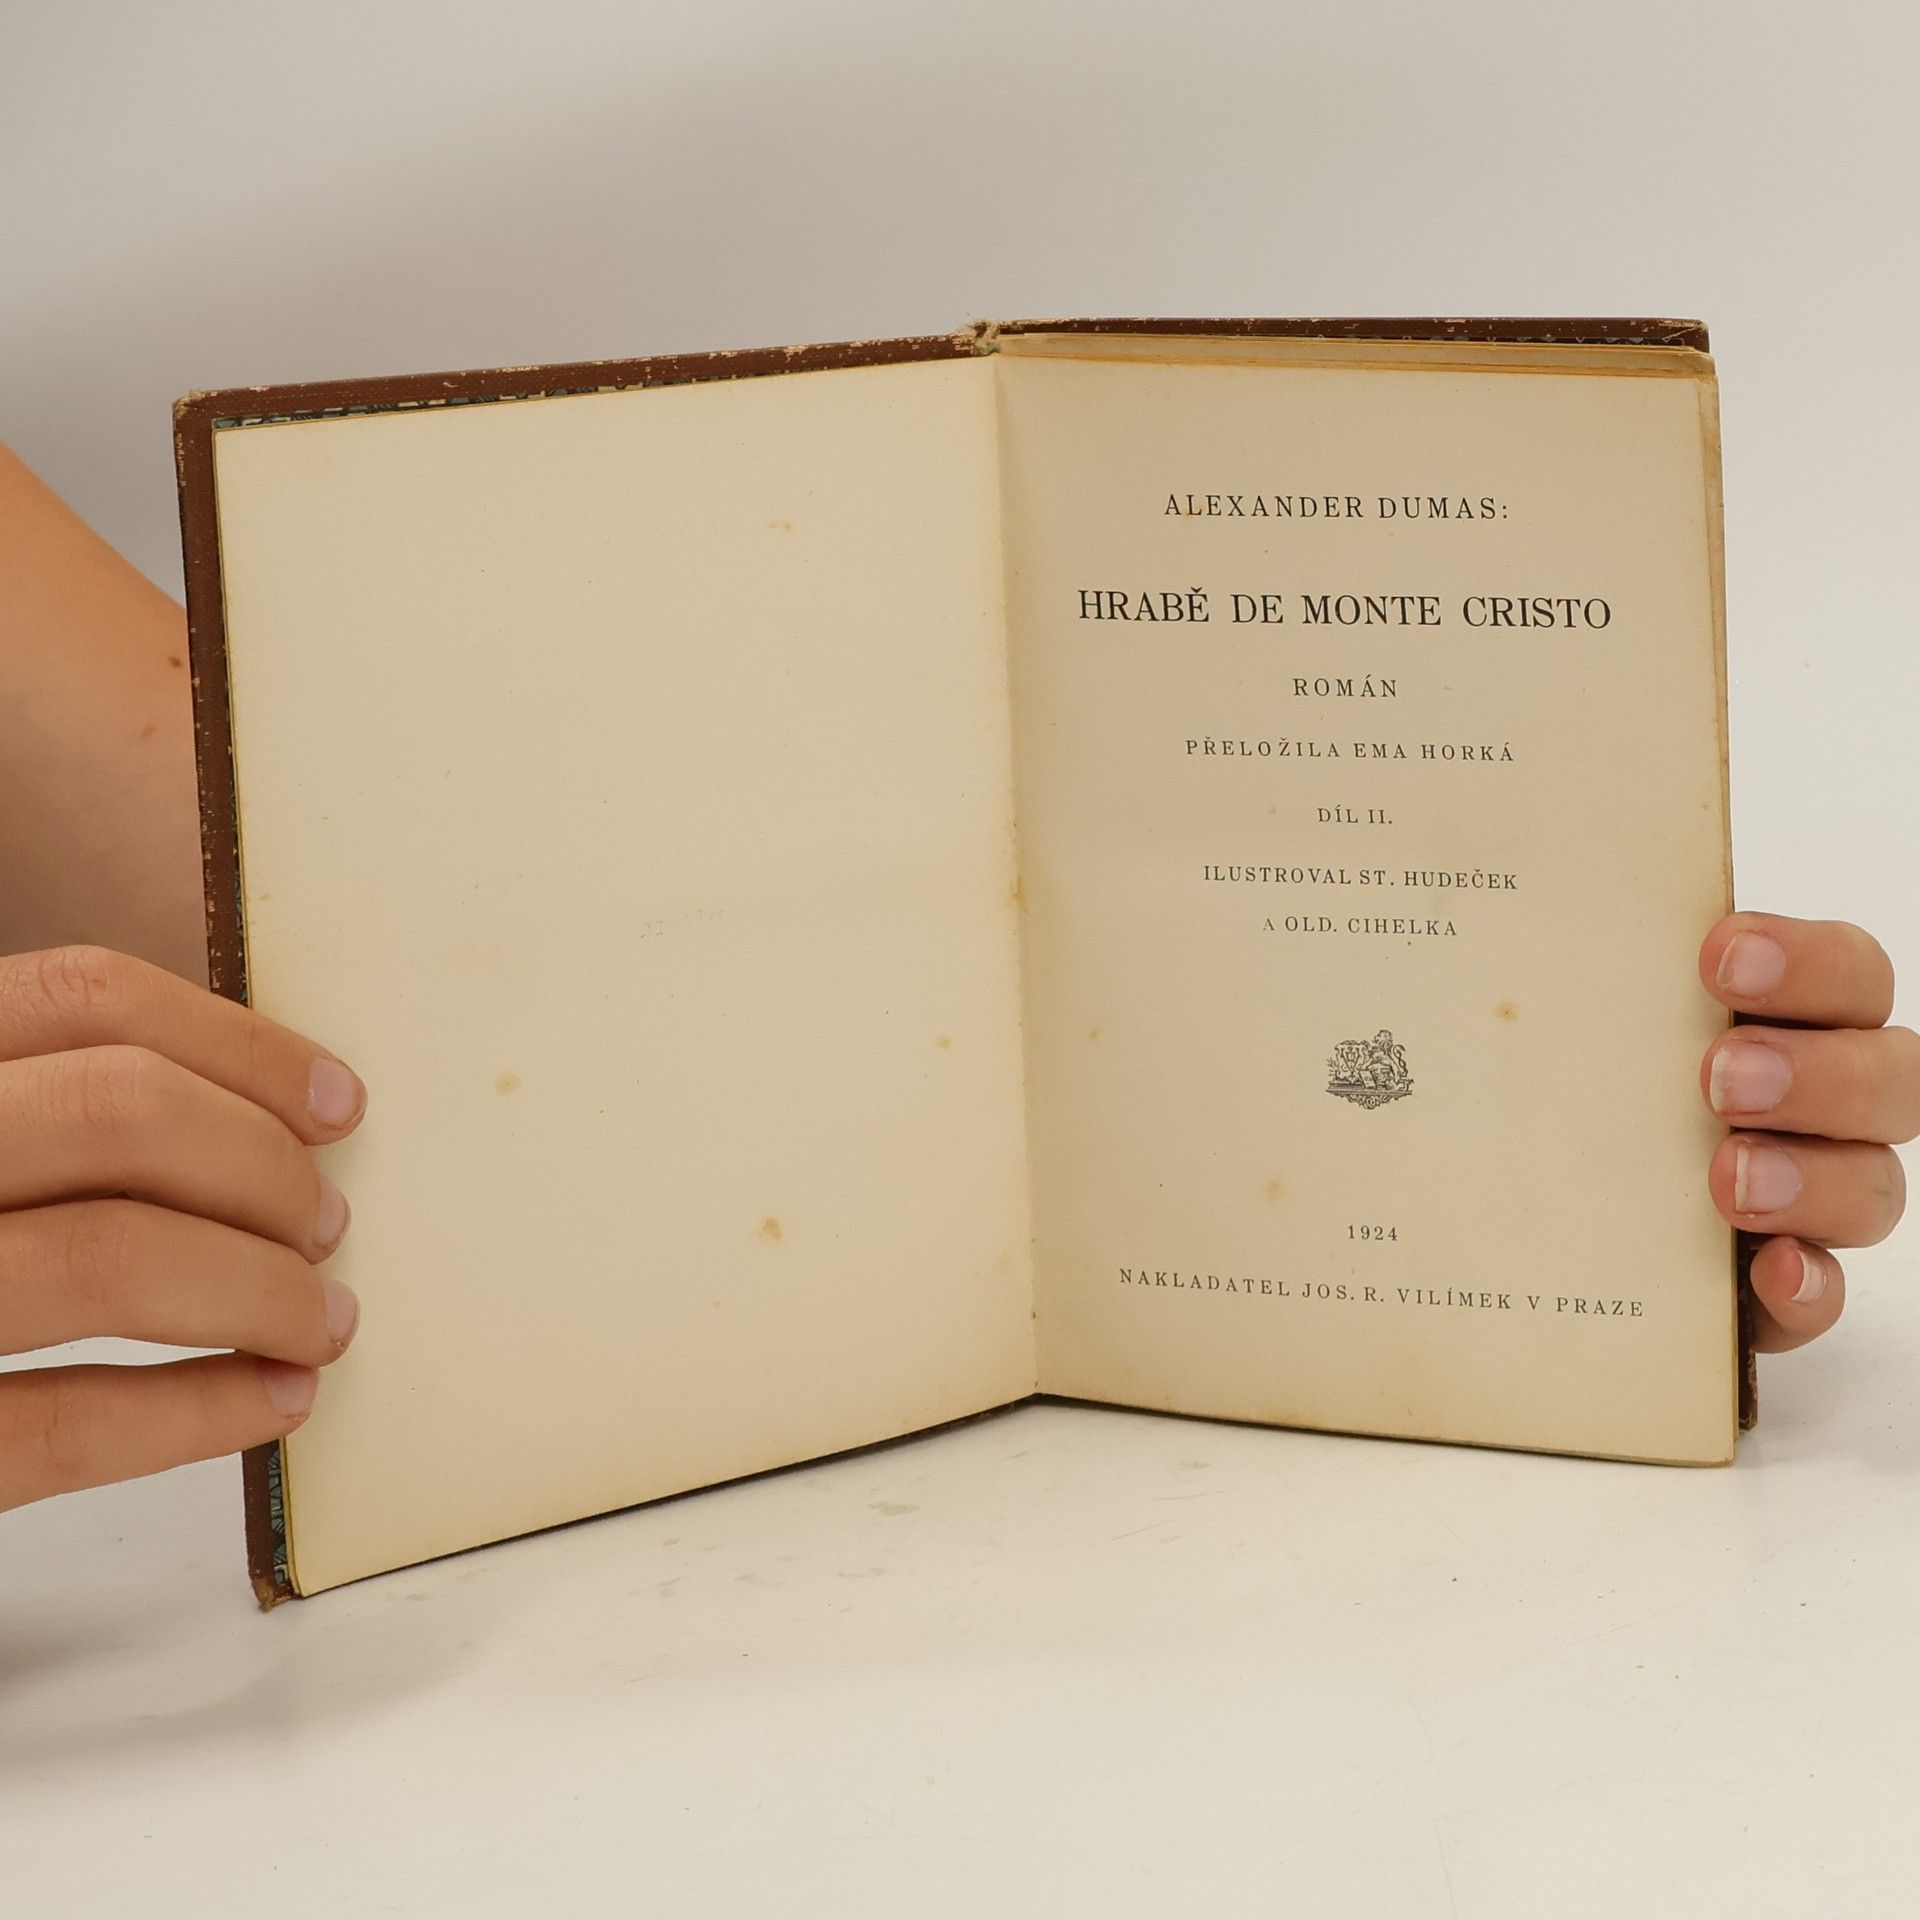 ALEXANDER DUMAS:
HRABĚ DE MONTE CRISTO
ROMÁN
PŘELOŽILA EMA HORKÁ
DÍL II.
ILUSTROVAL ST. HUDEČEK
A OLD. CIHELKA
1924
NAKLADATEL JOS. R. VILÍMEK V PRAZE